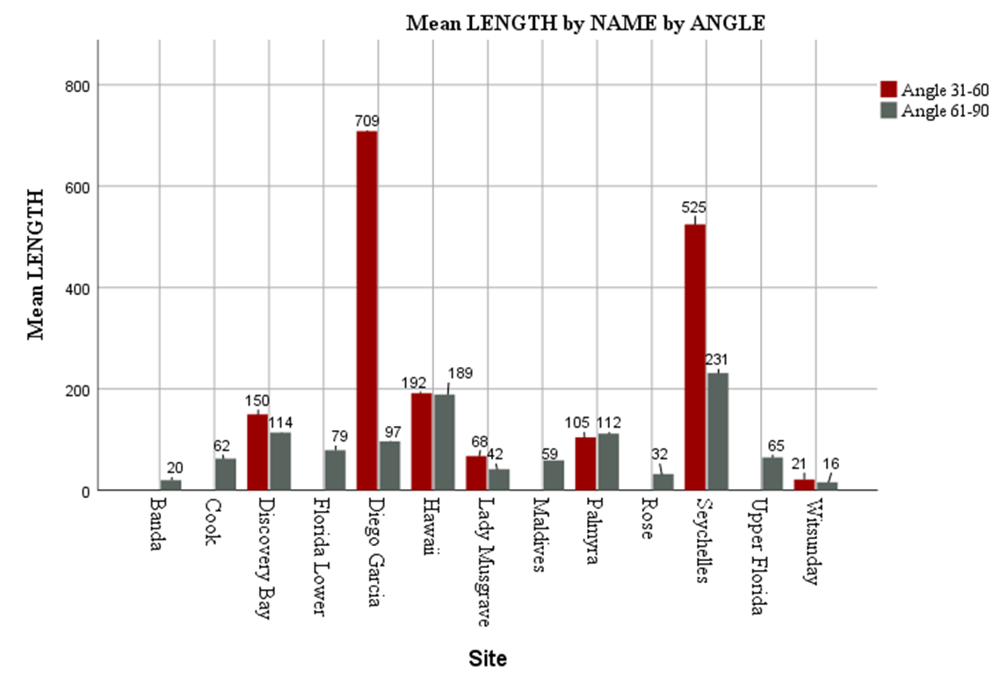 Mean LENGTH by NAME by ANGLE
Angle 31-60
Angle 61-90
Mean LENGTH
800
600
400
200
0
20
62
150
114
79
709
97
192
189
68
42
59
105
112
32
525
231
65
21
16
Banda
Cook
Discovery Bay
Florida Lower
Diego Garcia
Hawaii
Lady Musgrave
Maldives
Palmyra
Rose
Seychelles
Upper Florida
Witsunday
Site